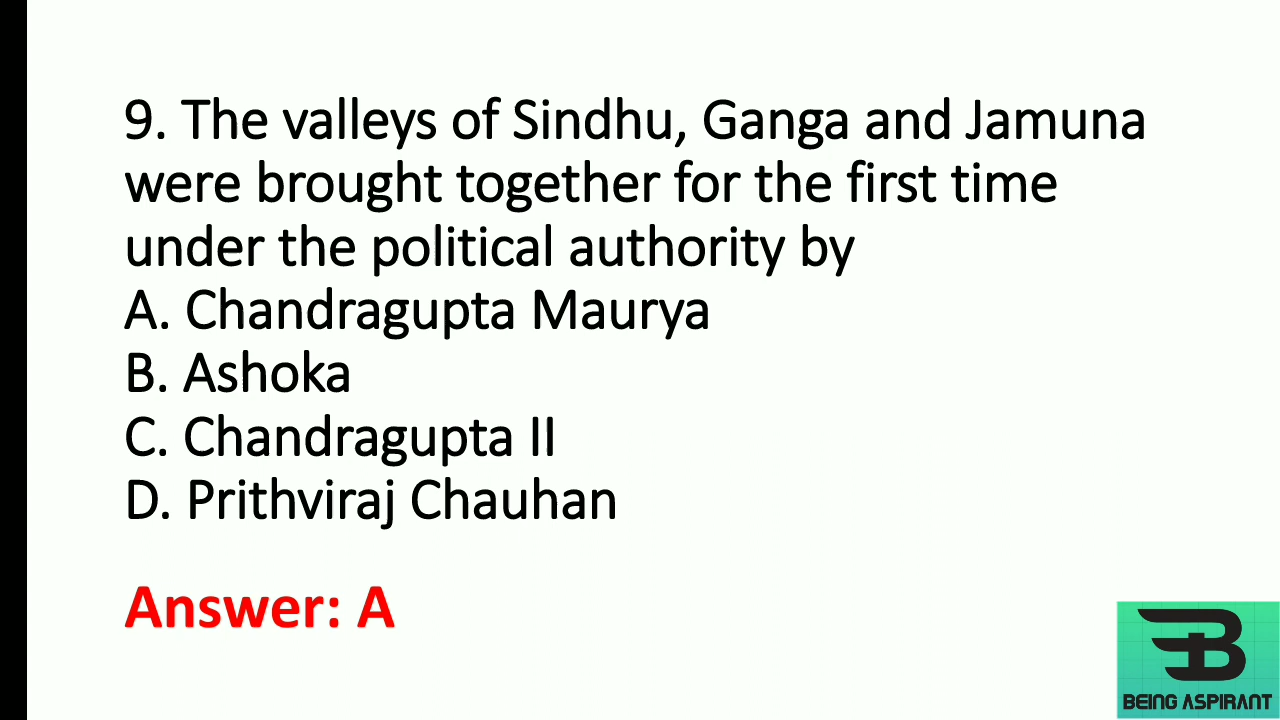 9. The valleys of Sindhu, Ganga and Jamuna
were brought together for the first time
under the political authority by
A. Chandragupta Maurya
B. Ashoka
C. Chandragupta II
D. Prithviraj Chauhan
Answer: A
BEING ASPIRANT